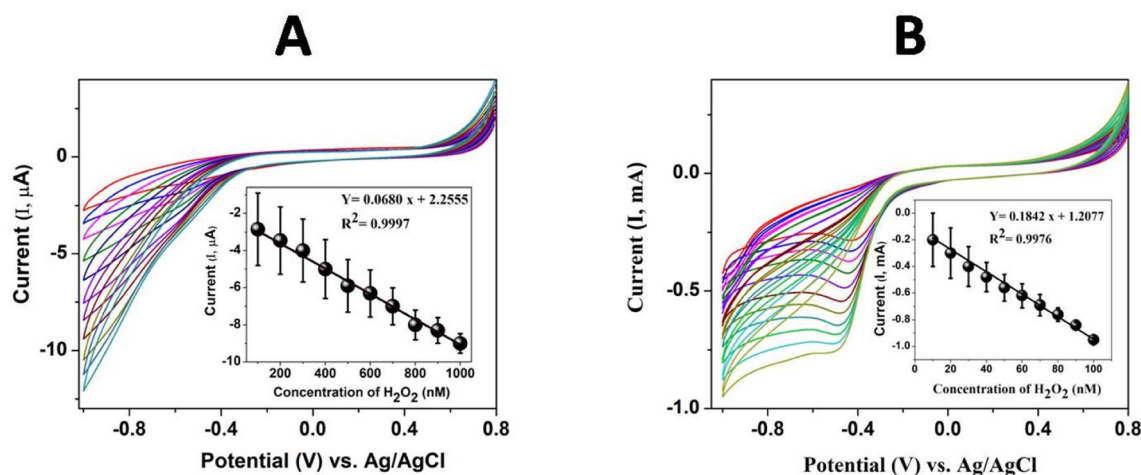 A
B
Current (I, μA)
0
-5
-10
-0.8
-0.4
0.0
0.4
0.8
Potential (V) vs. Ag/AgCl
Y= 0.0680 x + 2.2555
R²= 0.9997
Current (I, μA)
-2
-4
-6
-8
-10
200
400
600
800
1000
Concentration of H₂O₂ (nM)
Current (I, mA)
0.0
-0.5
-1.0
-0.8
-0.4
0.0
0.4
0.8
Potential (V) vs. Ag/AgCl
Y= 0.1842 x + 1.2077
R²= 0.9976
Current (I, mA)
0.0
-0.2
-0.4
-0.6
-0.8
-1.0
0
20
40
60
80
100
Concentration of H₂O₂ (nM)